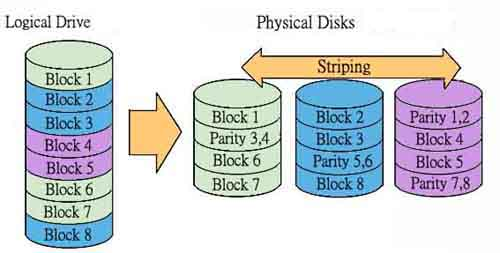 Logical Drive
Physical Disks
Striping
Block 1
Block 2
Block 3
Block 4
Block 5
Block 6
Block 7
Block 8
Block 1
Parity 3,4
Block 6
Block 7
Block 2
Block 3
Parity 5,6
Block 8
Parity 1,2
Block 4
Block 5
Parity 7,8